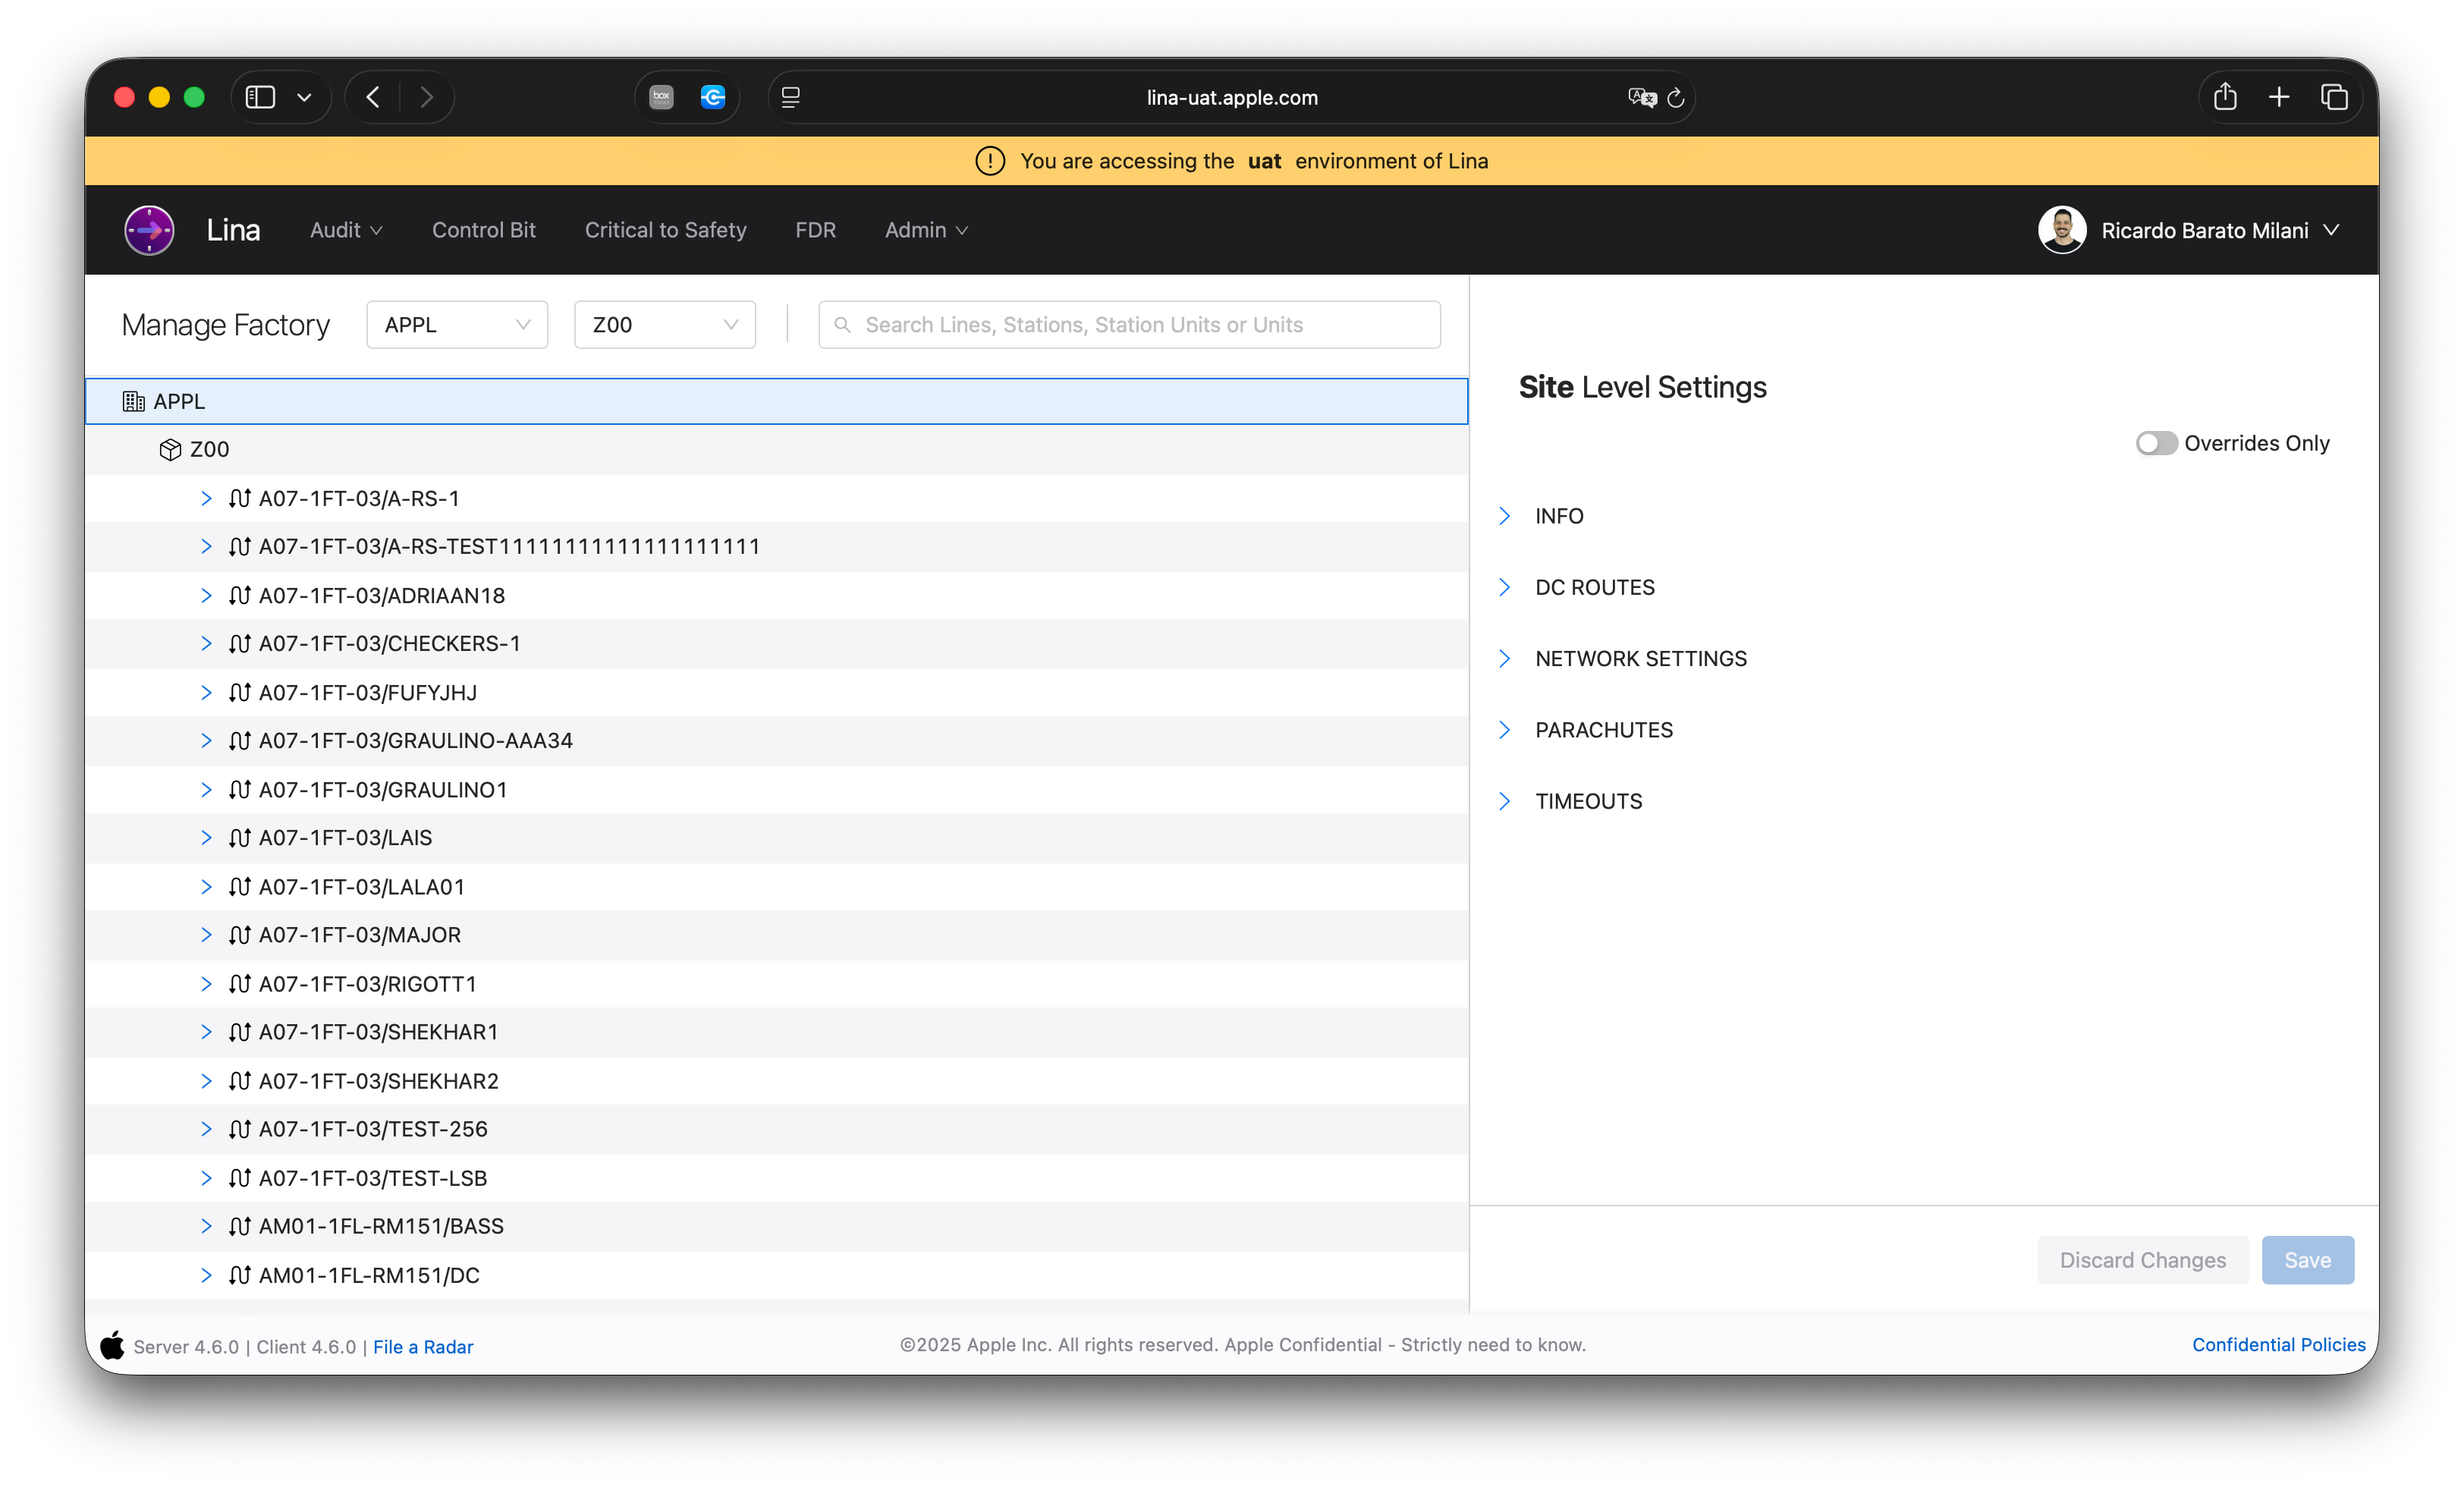 box
TOOLS
lina-uat.apple.com
You are accessing the uat environment of Lina
Lina
Audit
Control Bit
Critical to Safety
FDR
Admin
Ricardo Barato Milani
Manage Factory
APPL
Z00
Search Lines, Stations, Station Units or Units
APPL
Z00
A07-1FT-03/A-RS-1
A07-1FT-03/A-RS-TEST11111111111111111111
A07-1FT-03/ADRIAAN18
A07-1FT-03/CHECKERS-1
A07-1FT-03/FUFYJHJ
A07-1FT-03/GRAULINO-AAA34
A07-1FT-03/GRAULINO1
A07-1FT-03/LAIS
A07-1FT-03/LALA01
A07-1FT-03/MAJOR
A07-1FT-03/RIGOTT1
A07-1FT-03/SHEKHAR1
A07-1FT-03/SHEKHAR2
A07-1FT-03/TEST-256
A07-1FT-03/TEST-LSB
AM01-1FL-RM151/BASS
AM01-1FL-RM151/DC
Site Level Settings
Overrides Only
INFO
DC ROUTES
NETWORK SETTINGS
PARACHUTES
TIMEOUTS
Discard Changes
Save
Server 4.6.0 | Client 4.6.0 | File a Radar
©2025 Apple Inc. All rights reserved. Apple Confidential - Strictly need to know.
Confidential Policies